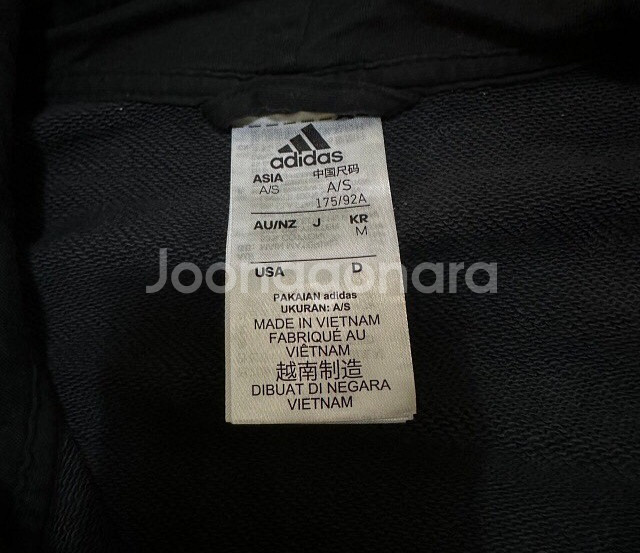 adidas
ASIA 中国尺码
A/S A/S
175/92A
AU/NZ J KR
M
USA D
Joonggonara
PAKAIAN adidas
UKURAN: A/S
MADE IN VIETNAM
FABRIQUÉ AU
VIÊTNAM
越南制造
DIBUAT DI NEGARA
VIETNAM